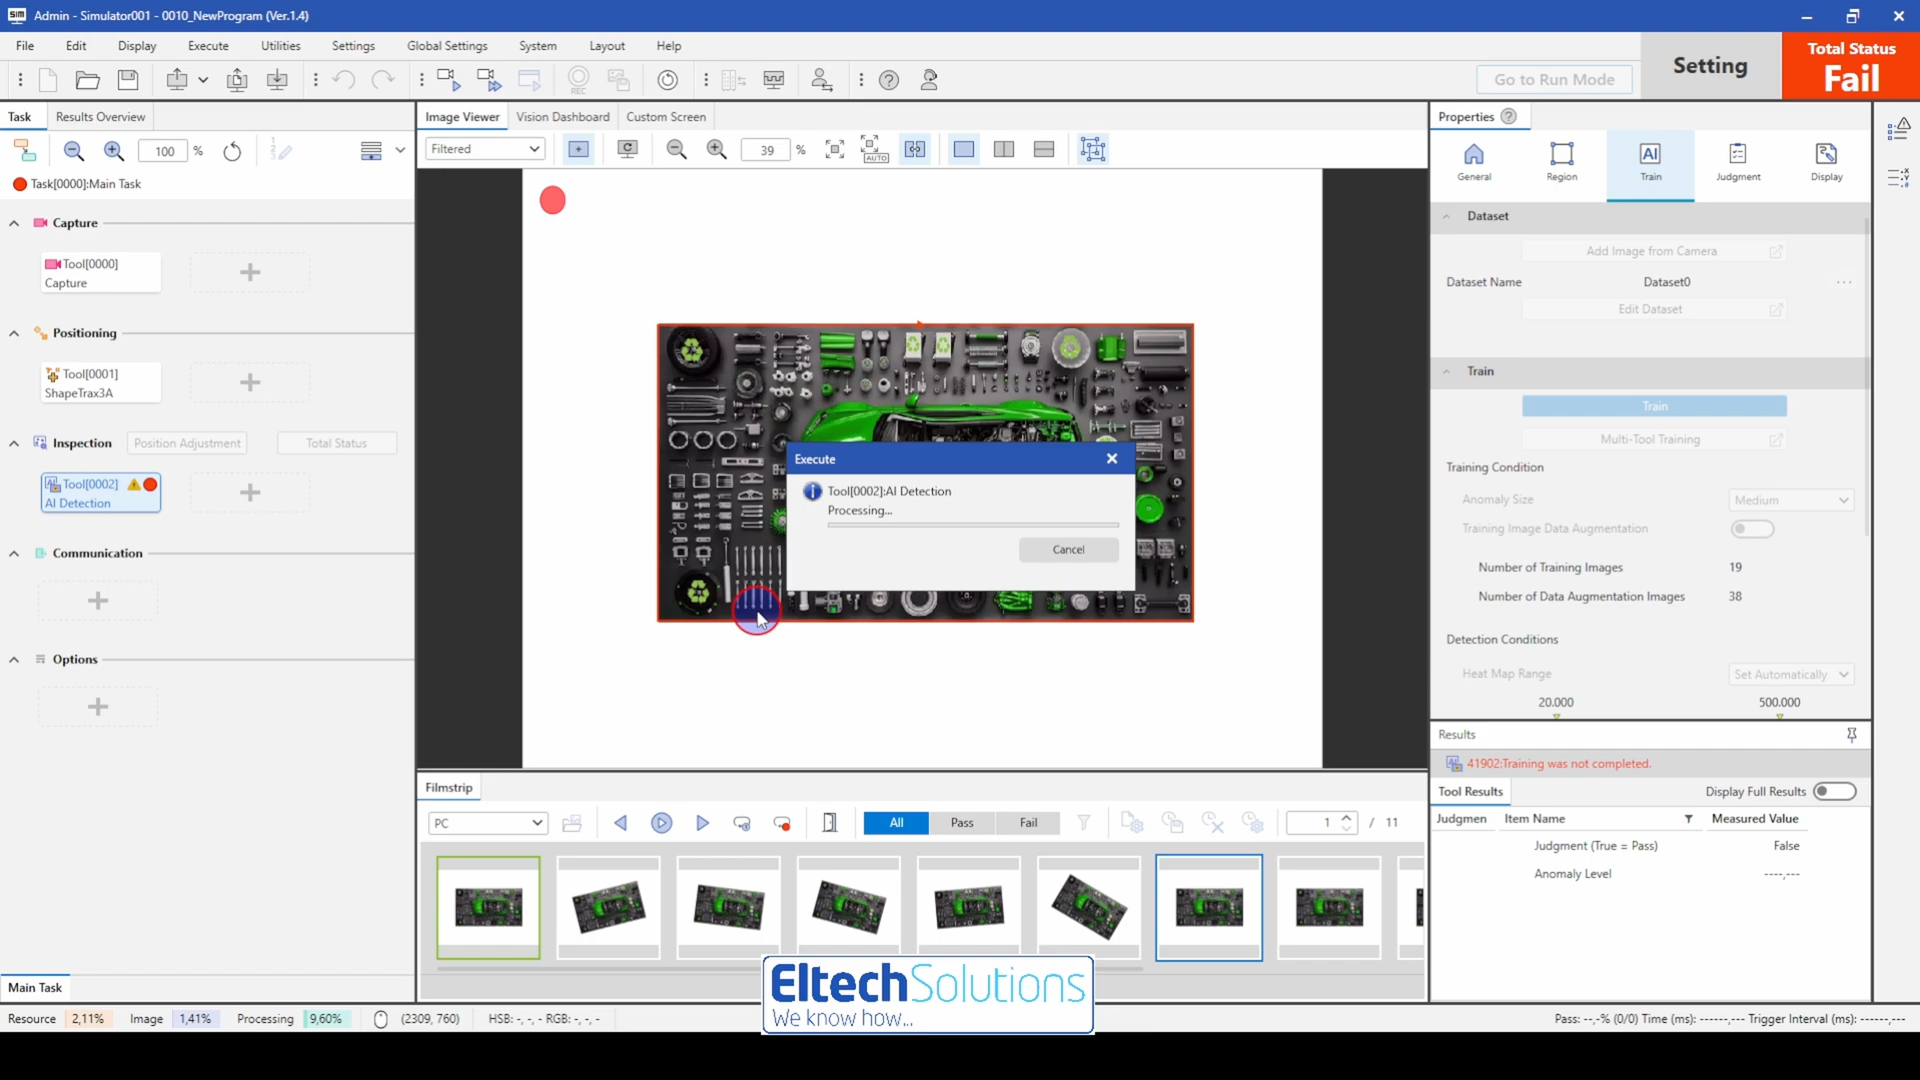 Admin - Simulator001 - 0010_NewProgram (Ver.1.4)
File Edit Display Execute Utilities Settings Global Settings System Layout Help
REC
Go to Run Mode
Setting
Total Status
Fail
Task Results Overview
100 %
Task[0000]:Main Task
Capture
Tool[0000]
Capture
Positioning
Tool[0001]
ShapeTrax3A
Inspection Position Adjustment Total Status
Tool[0002]
AI Detection
Communication
Options
Main Task
Image Viewer Vision Dashboard Custom Screen
Filtered
39 %
AUTO
Execute
Tool[0002]:AI Detection
Processing...
Cancel
Filmstrip
PC
All Pass Fail
1 / 11
Properties
General Region AI Train Judgment Display
Dataset
Add Image from Camera
Dataset Name Dataset0 ...
Edit Dataset
Train
Train
Multi-Tool Training
Training Condition
Anomaly Size Medium
Training Image Data Augmentation
Number of Training Images 19
Number of Data Augmentation Images 38
Detection Conditions
Heat Map Range Set Automatically
20.000 500.000
Results
41902:Training was not completed.
Tool Results Display Full Results
Judgmen Item Name Measured Value
Judgment (True = Pass) False
Anomaly Level ----,---
EltechSolutions
We know how...
Resource 2,11% Image 1,41% Processing 9,60% (2309, 760) HSB: -, -, - RGB: -, -, -
Pass: --,-% (0/0) Time (ms): ------,--- Trigger Interval (ms): ------,---